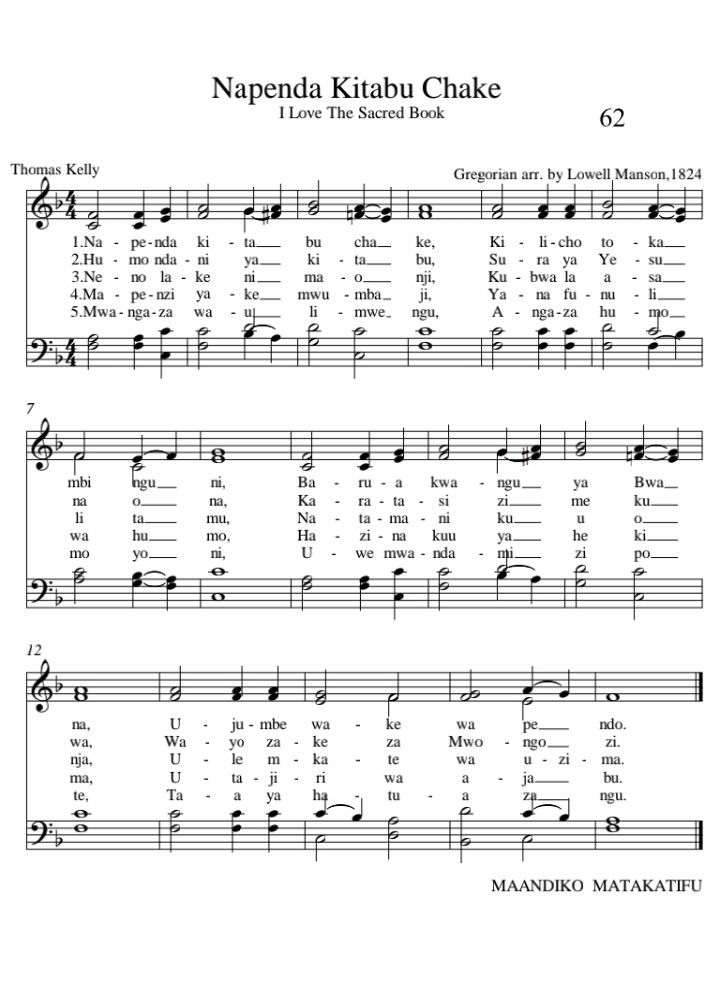 Napenda Kitabu Chake
I Love The Sacred Book
62
Thomas Kelly
Gregorian arr. by Lowell Manson,1824
4
4
1.Na - pe-nda ki - ta bu cha ke, Ki - li-cho to - ka
2.Hu - mo nda - ni ya ki - ta bu, Su - ra ya Ye - su
3.Ne - no la - ke ni ma - o nji, Ku - bwa la a - sa
4.Ma - pe-nzi ya - ke mwu -mba ji, Ya - na fu - nu - li
5.Mwa-nga-za wa - u li - mwe ngu, A - nga-za hu - mo
4
4
7
mbi ngu ni, Ba - ru - a kwa - ngu ya Bwa
na o na, Ka - ra - ta - si zi me ku
li ta mu, Na - ta - ma - ni ku u o
wa hu mo, Ha - zi - na kuu ya he ki
mo yo ni, U - we mwa - nda - mi zi po
12
na, U - ju - mbe wa - ke wa pe ndo.
wa, Wa - yo za - ke za Mwo - ngo zi.
nja, U - le m - ka - te wa u - zi - ma.
ma, U - ta - ji - ri wa a - ja bu.
te, Ta - a ya ha - tu - a za ngu.
MAANDIKO MATAKATIFU